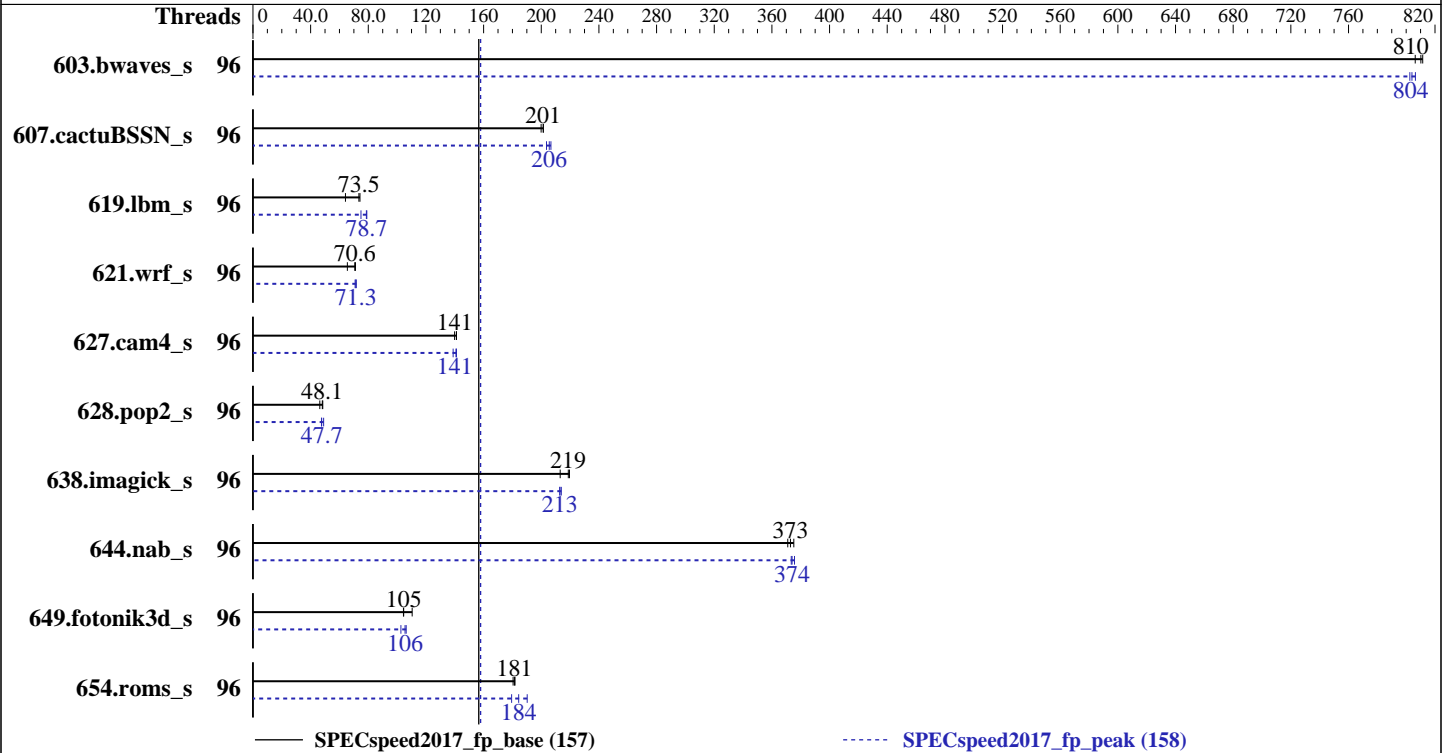 Threads 0 40.0 80.0 120 160 200 240 280 320 360 400 440 480 520 560 600 640 680 720 760 820
603.bwaves_s 96 810
804
607.cactuBSSN_s 96 201
206
619.lbm_s 96 73.5
78.7
621.wrf_s 96 70.6
71.3
627.cam4_s 96 141
141
628.pop2_s 96 48.1
47.7
638.imagick_s 96 219
213
644.nab_s 96 373
374
649.fotonik3d_s 96 105
106
654.roms_s 96 181
184
SPECspeed2017_fp_base (157) SPECspeed2017_fp_peak (158)